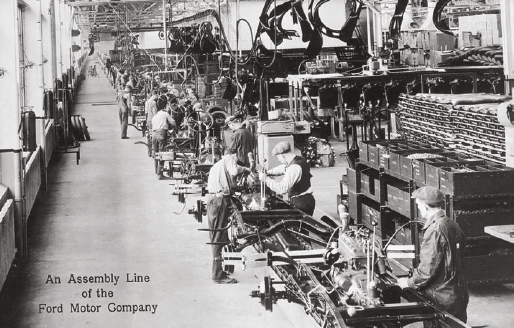 An Assembly Line
of the
Ford Motor Company